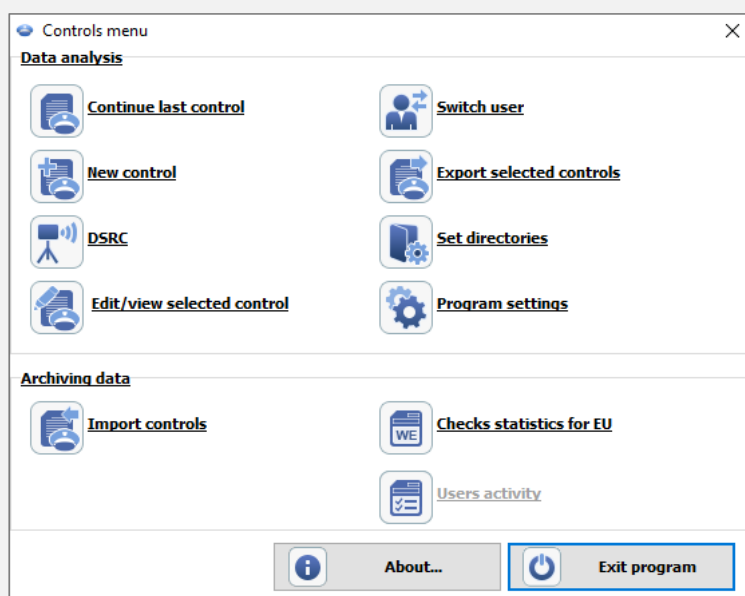 Controls menu
Data analysis
Continue last control
Switch user
New control
Export selected controls
DSRC
Set directories
Edit/view selected control
Program settings
Archiving data
Import controls
WE
Checks statistics for EU
Users activity
About...
Exit program